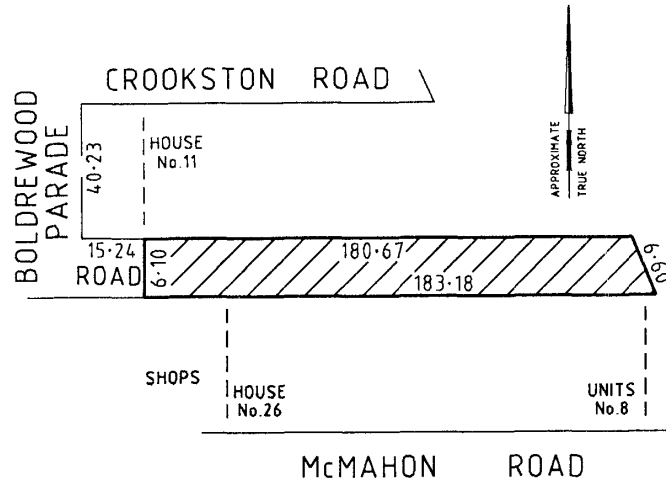 CROOKSTON ROAD
BOLDREWOOD
PARADE
40·23
HOUSE
No.11
APPROXIMATE
TRUE NORTH
15·24
ROAD
6·10
180·67
183·18
6·60
SHOPS
HOUSE
No.26
UNITS
No.8
McMAHON ROAD